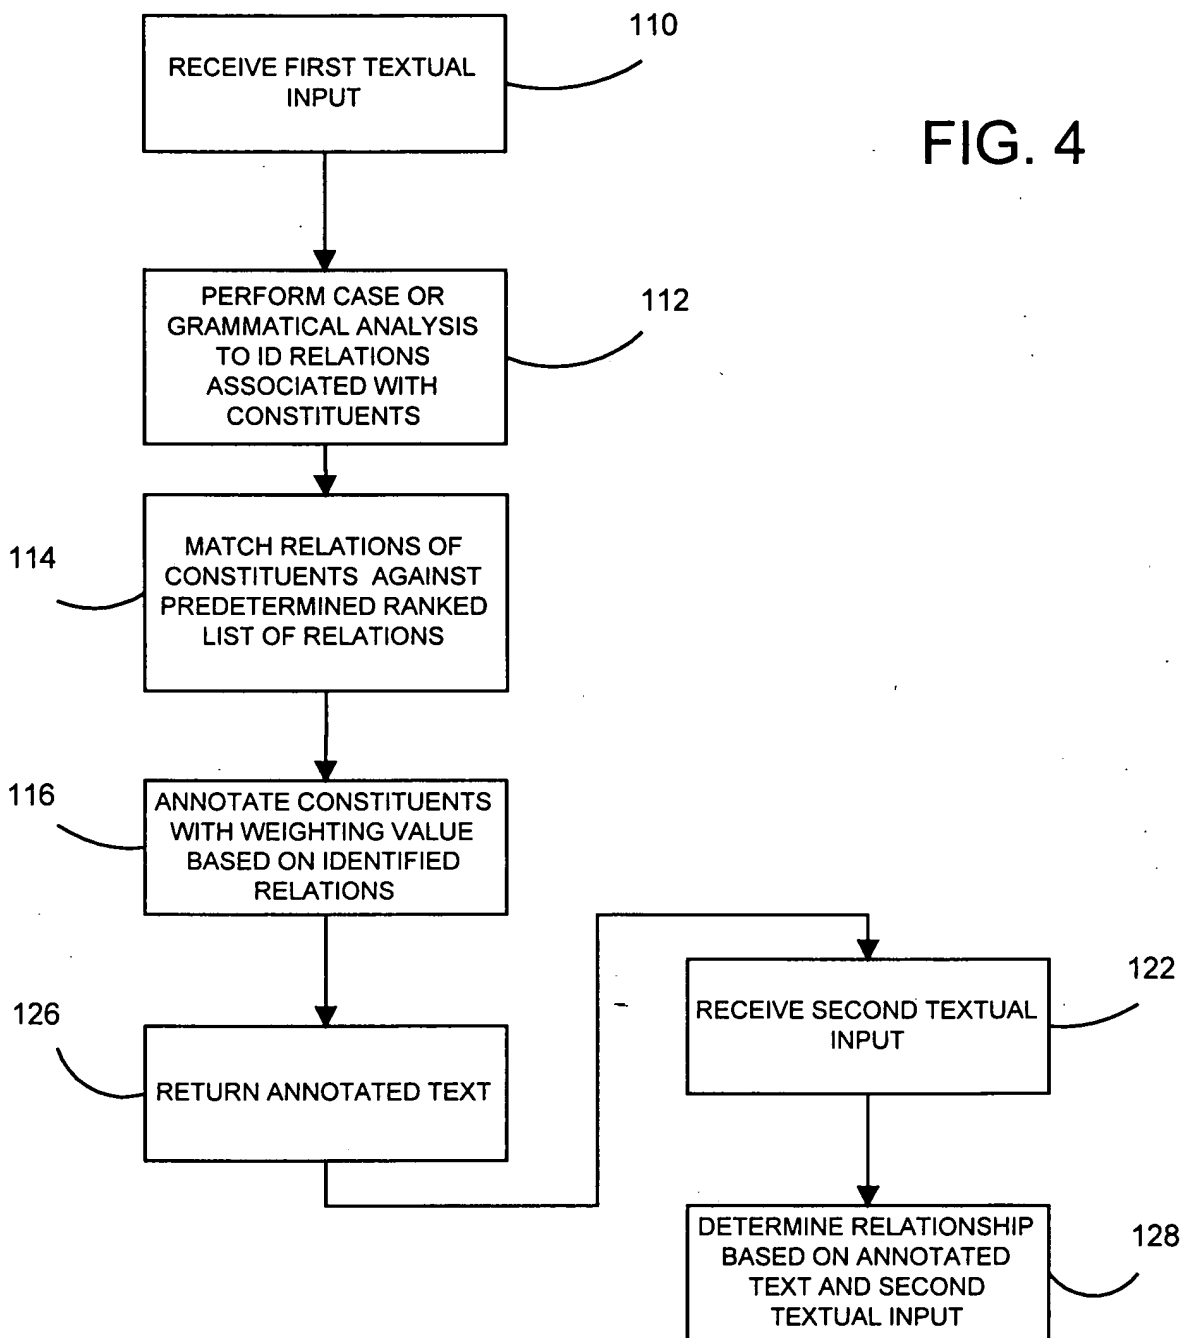 110
RECEIVE FIRST TEXTUAL
INPUT
FIG. 4
PERFORM CASE OR
GRAMMATICAL ANALYSIS
TO ID RELATIONS
ASSOCIATED WITH
CONSTITUENTS
112
114
MATCH RELATIONS OF
CONSTITUENTS AGAINST
PREDETERMINED RANKED
LIST OF RELATIONS
116
ANNOTATE CONSTITUENTS
WITH WEIGHTING VALUE
BASED ON IDENTIFIED
RELATIONS
126
RETURN ANNOTATED TEXT
122
RECEIVE SECOND TEXTUAL
INPUT
DETERMINE RELATIONSHIP
BASED ON ANNOTATED
TEXT AND SECOND
TEXTUAL INPUT
128